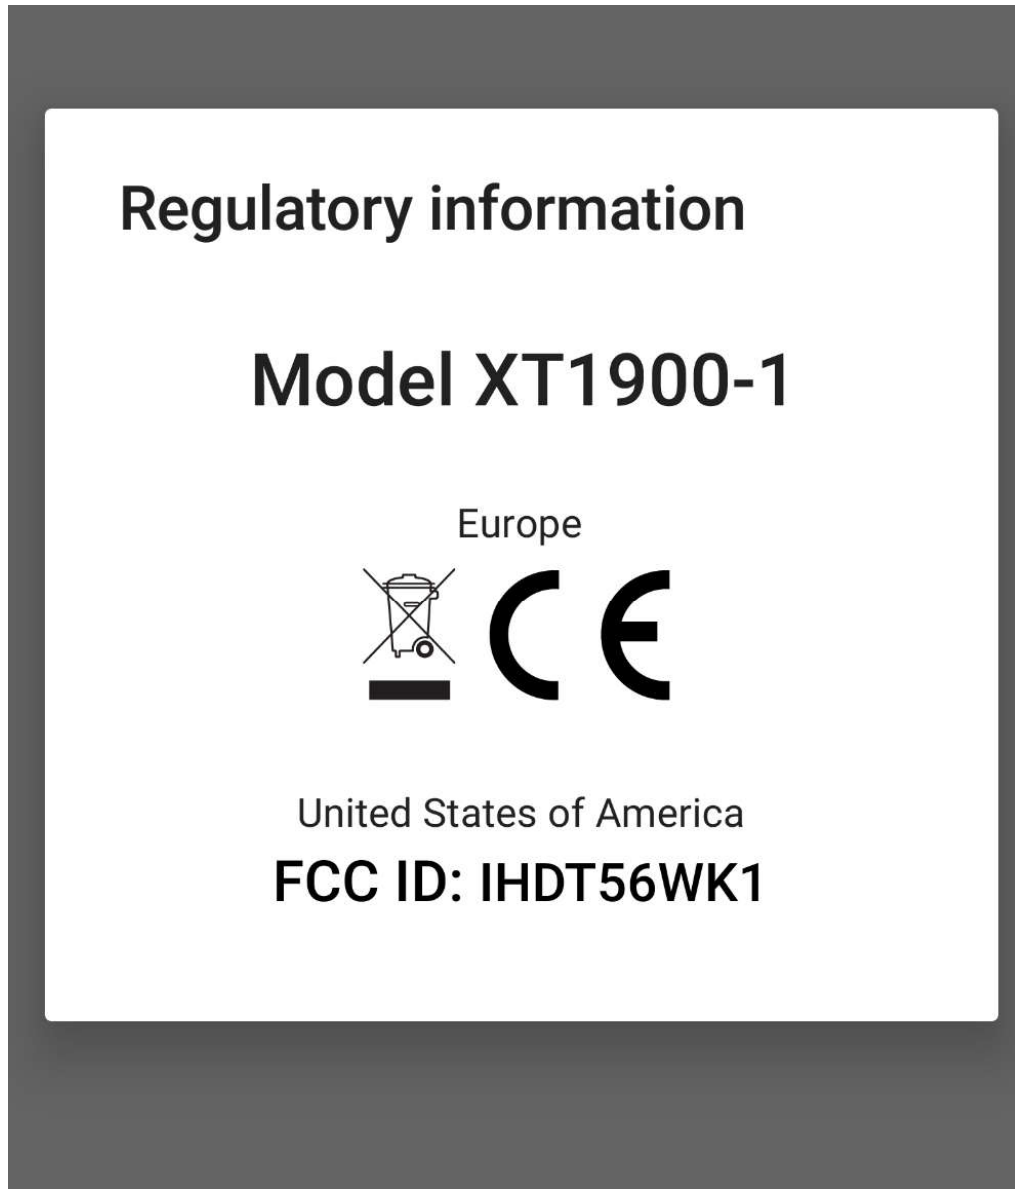 Regulatory information
Model XT1900-1
Europe
CE
United States of America
FCC ID: IHDT56WK1